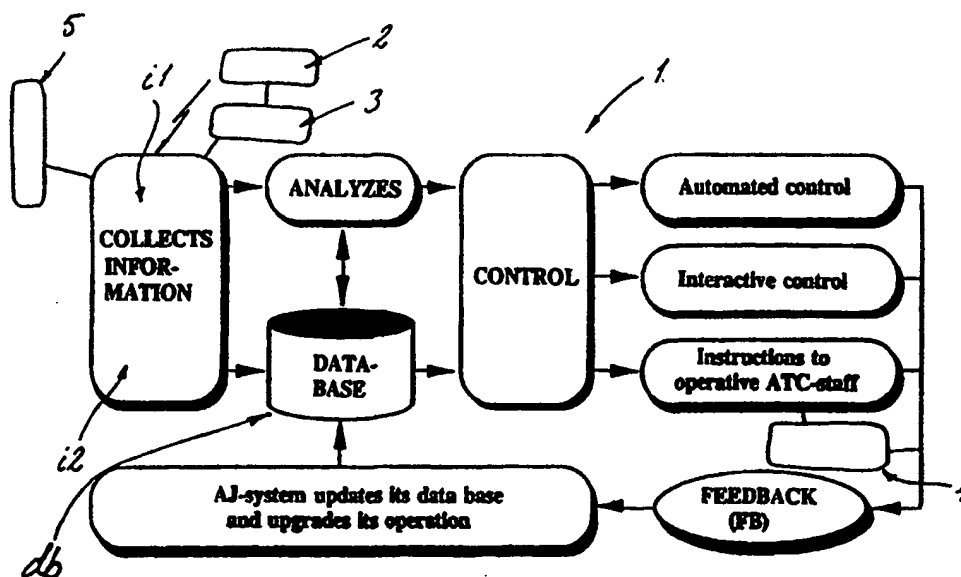 5
i1
2
3
1
COLLECTS
INFOR-
MATION
ANALYZES
CONTROL
DATA-
BASE
Automated control
Interactive control
Instructions to
operative ATC-staff
i2
db
AJ-system updates its data base
and upgrades its operation
FEEDBACK
(FB)